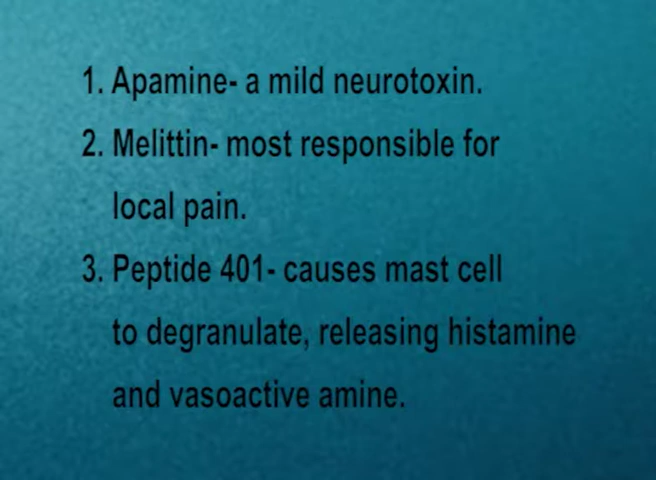 1. Apamine- a mild neurotoxin.
2. Melittin- most responsible for
local pain.
3. Peptide 401- causes mast cell
to degranulate, releasing histamine
and vasoactive amine.